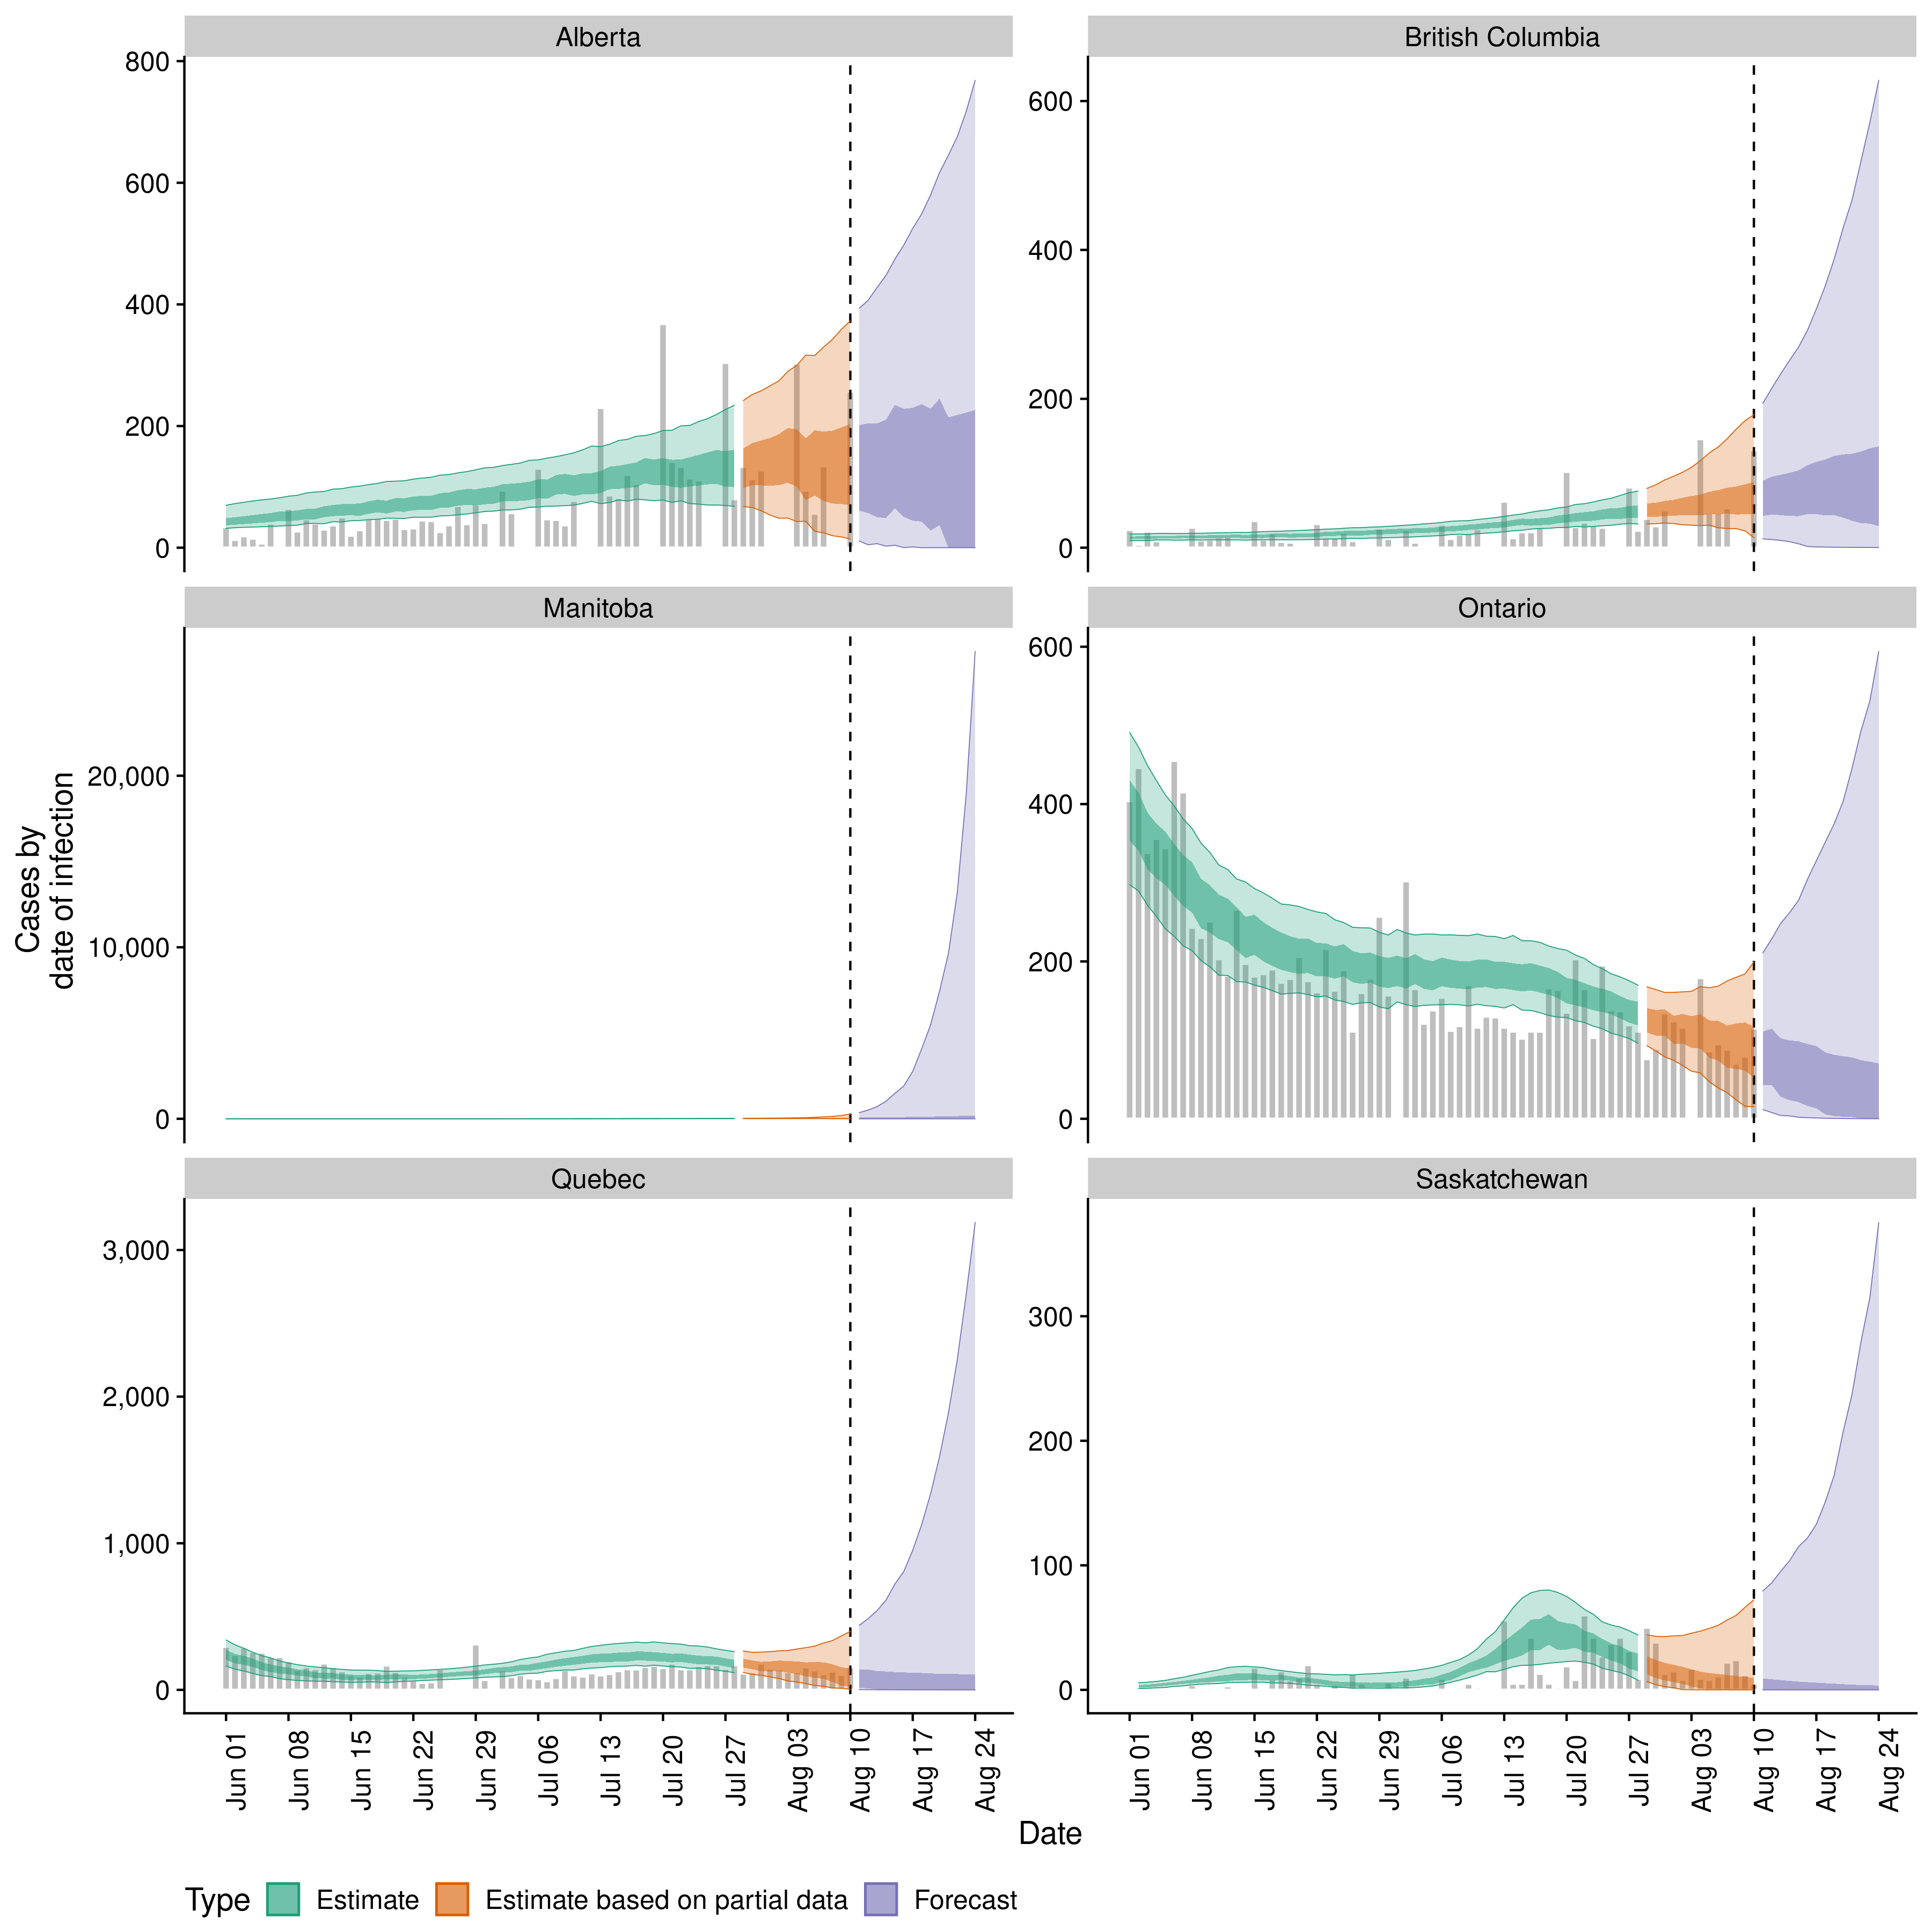 Alberta
British Columbia
800
600
400
200
0
600
400
200
0
Manitoba
Ontario
20,000
10,000
0
600
400
200
0
Cases by
date of infection
Quebec
Saskatchewan
3,000
2,000
1,000
0
300
200
100
0
Jun 01
Jun 08
Jun 15
Jun 22
Jun 29
Jul 06
Jul 13
Jul 20
Jul 27
Aug 03
Aug 10
Aug 17
Aug 24
Jun 01
Jun 08
Jun 15
Jun 22
Jun 29
Jul 06
Jul 13
Jul 20
Jul 27
Aug 03
Aug 10
Aug 17
Aug 24
Date
Type Estimate Estimate based on partial data Forecast